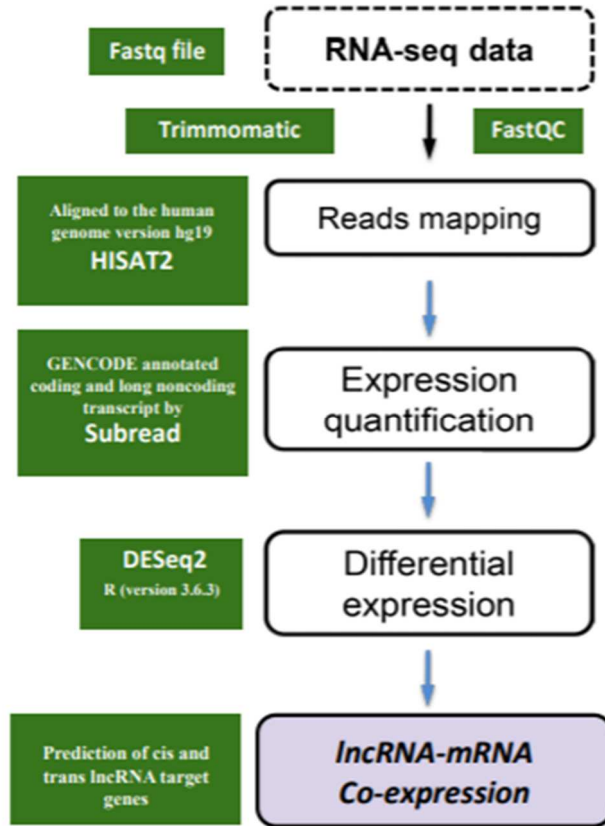 Fastq file
RNA-seq data
Trimmomatic
FastQC
Aligned to the human
genome version hg19
HISAT2
Reads mapping
GENCODE annotated
coding and long noncoding
transcript by
Subread
Expression
quantification
DESeq2
R (version 3.6.3)
Differential
expression
Prediction of cis and
trans lncRNA target
genes
lncRNA-mRNA
Co-expression